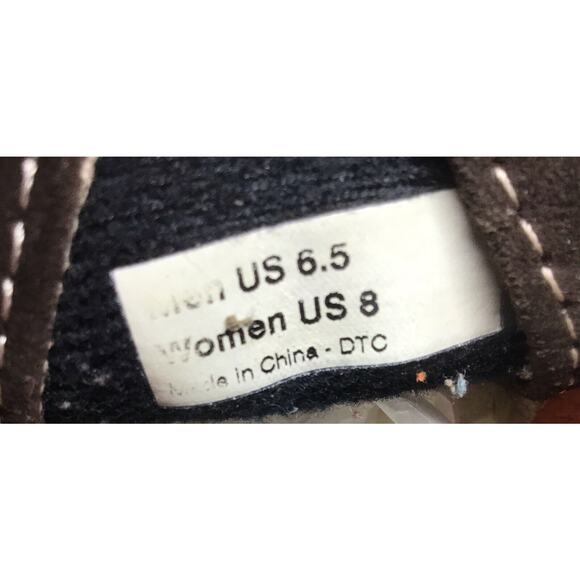 Men US 6.5
Women US 8
Made in China - DTC